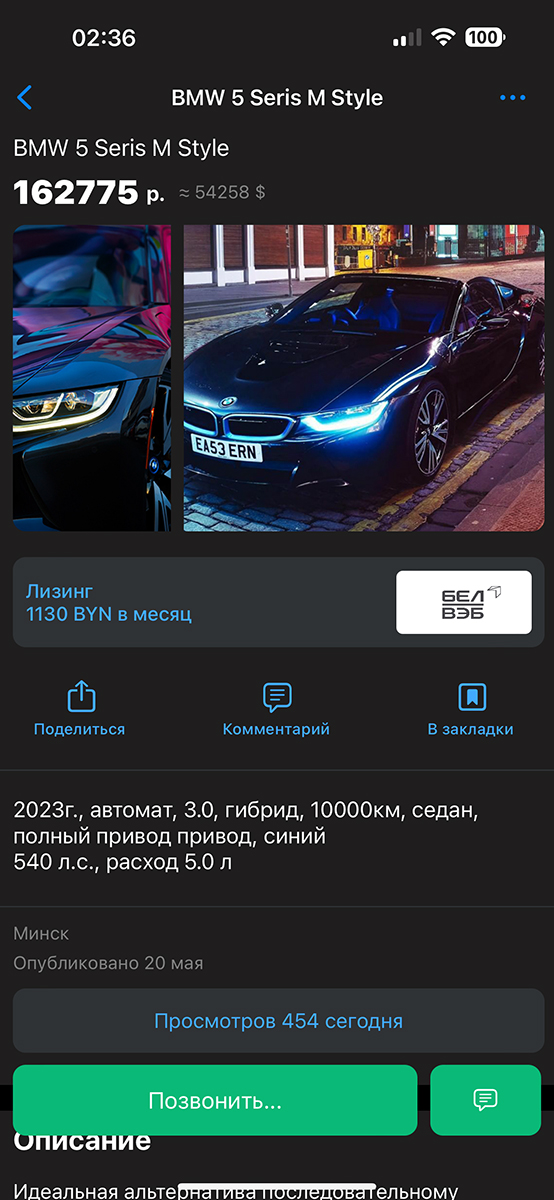 02:36
100
BMW 5 Seris M Style
BMW 5 Seris M Style
162775 р. ≈ 54258 $
EA53 ERN
Лизинг
1130 BYN в месяц
БЕЛ
ВЭБ
Поделиться
Комментарий
В закладки
2023г., автомат, 3.0, гибрид, 10000км, седан,
полный привод привод, синий
540 л.с., расход 5.0 л
Минск
Опубликовано 20 мая
Просмотров 454 сегодня
Позвонить...
Описание
Идеальная альтернатива последовательному